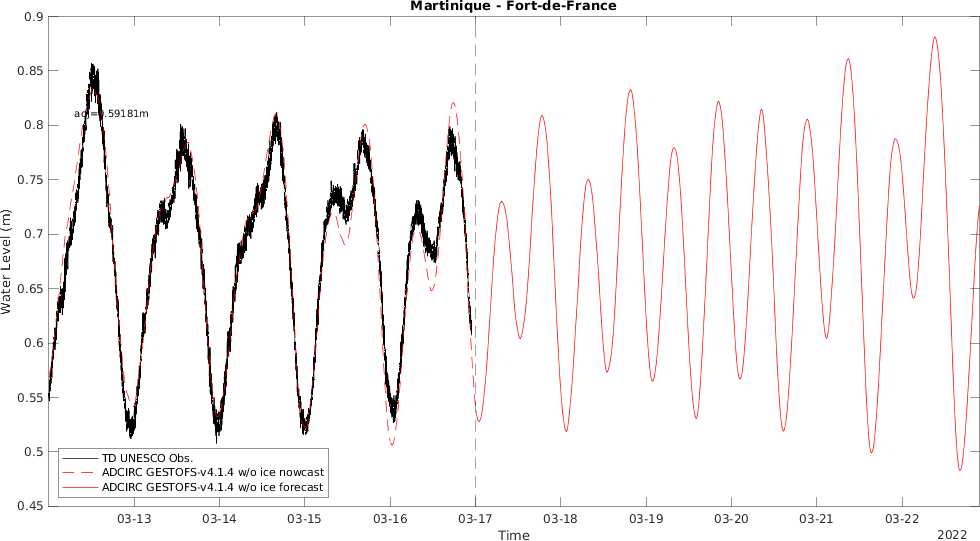 Martinique - Fort-de-France
0.9
0.85
0.8
0.75
0.7
0.65
0.6
0.55
0.5
0.45
Water Level (m)
TD UNESCO Obs.
ADCIRC GESTOFS-v4.1.4 w/o ice nowcast
ADCIRC GESTOFS-v4.1.4 w/o ice forecast
03-13 03-14 03-15 03-16 03-17 03-18 03-19 03-20 03-21 03-22
Time
2022